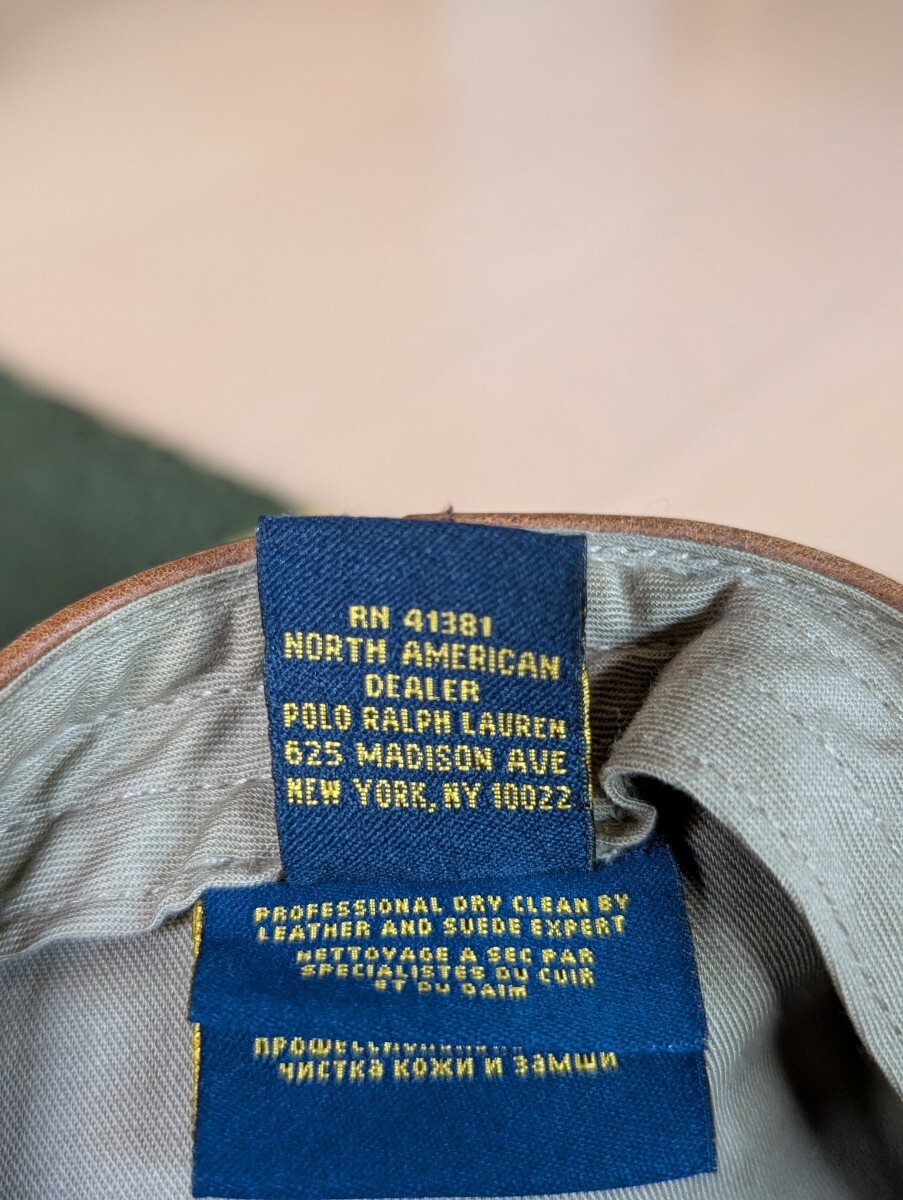 RN 41381
NORTH AMERICAN
DEALER
POLO RALPH LAUREN
625 MADISON AVE
NEW YORK, NY 10022
PROFESSIONAL DRY CLEAN BY
LEATHER AND SUEDE EXPERT
NETTOYAGE A SEC PAR
SPECIALISTES DU CUIR
ET DU DAIM
ЧИСТКА КОЖИ И ЗАМШИ